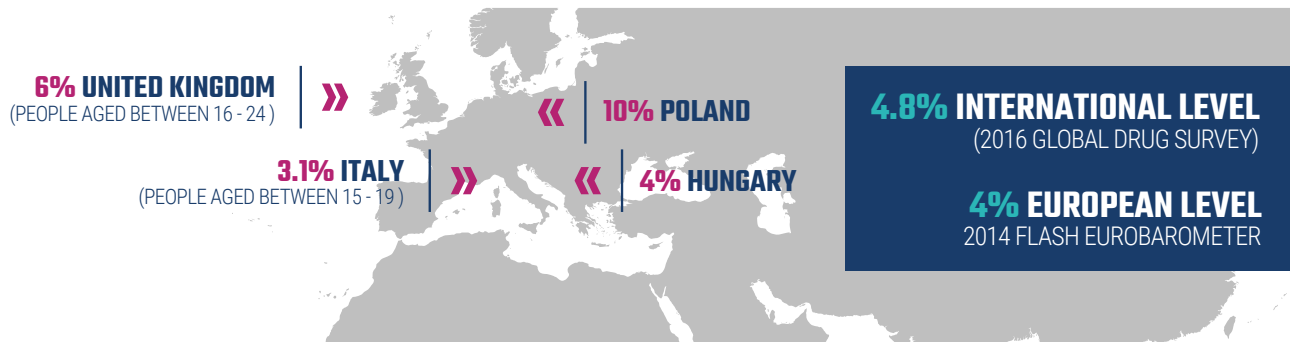 6% UNITED KINGDOM
(PEOPLE AGED BETWEEN 16 - 24 )
10% POLAND
3.1% ITALY
(PEOPLE AGED BETWEEN 15 - 19 )
4% HUNGARY
4.8% INTERNATIONAL LEVEL
(2016 GLOBAL DRUG SURVEY)
4% EUROPEAN LEVEL
2014 FLASH EUROBAROMETER